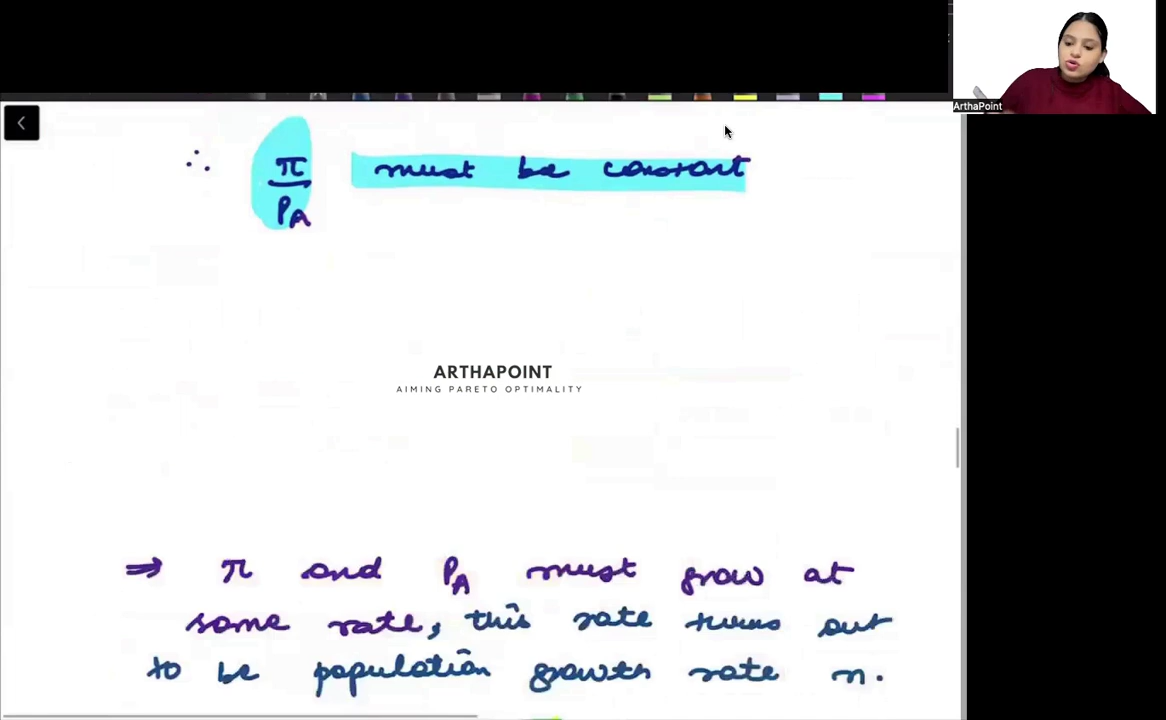 ArthaPoint
∴ π/P_A must be constant
ARTHAPOINT
AIMING PARETO OPTIMALITY
⇒ π and P_A must grow at
same rate, this rate turns out
to be population growth rate n.